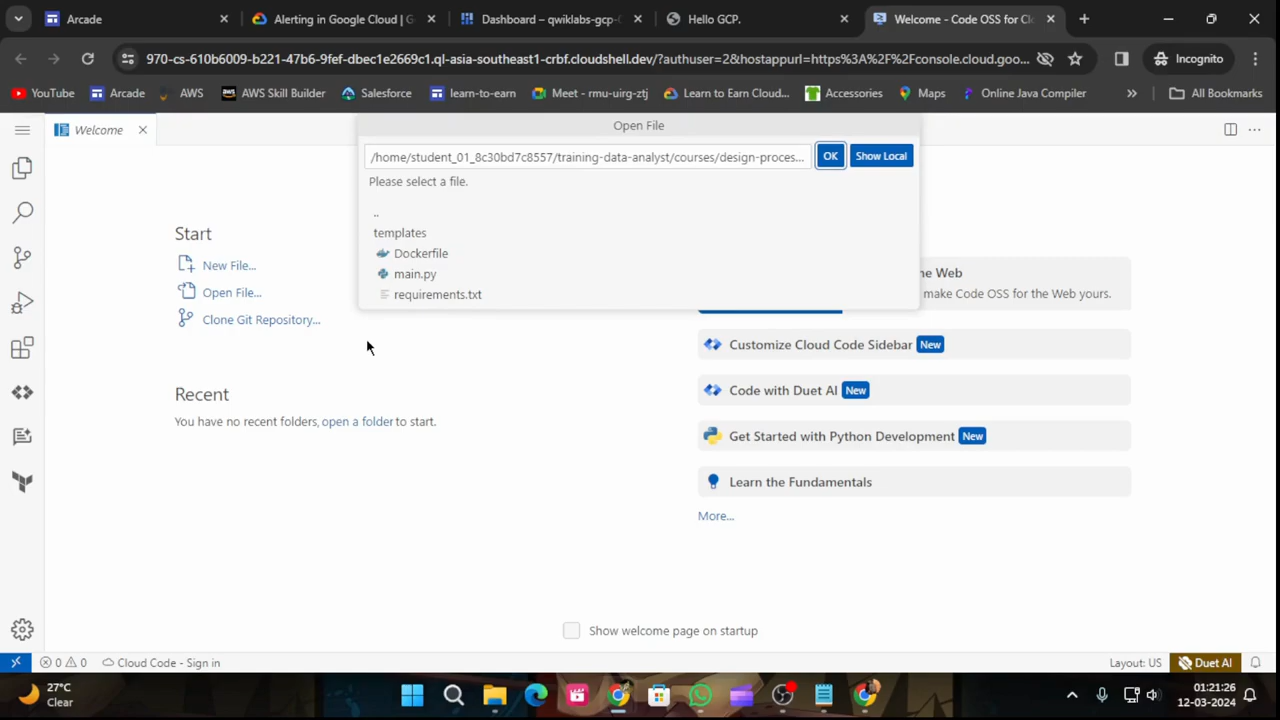 Arcade
Alerting in Google Cloud | G
Dashboard – qwiklabs-gcp-
Hello GCP.
Welcome - Code OSS for Cl
970-cs-610b6009-b221-47b6-9fef-dbec1e2669c1.ql-asia-southeast1-crbf.cloudshell.dev/?authuser=2&hostappurl=https%3A%2F%2Fconsole.cloud.goo...
Incognito
YouTube
Arcade
AWS
AWS Skill Builder
Salesforce
learn-to-earn
Meet - rmu-uirg-ztj
Learn to Earn Cloud...
Accessories
Maps
Online Java Compiler
All Bookmarks
Welcome
Open File
/home/student_01_8c30bd7c8557/training-data-analyst/courses/design-proces...
OK
Show Local
Please select a file.
..
templates
Dockerfile
main.py
requirements.txt
Start
New File...
Open File...
Clone Git Repository...
Recent
You have no recent folders, open a folder to start.
he Web
make Code OSS for the Web yours.
Customize Cloud Code Sidebar New
Code with Duet AI New
Get Started with Python Development New
Learn the Fundamentals
More...
Show welcome page on startup
0 0
Cloud Code - Sign in
Layout: US
Duet AI
27°C
Clear
01:21:26
12-03-2024